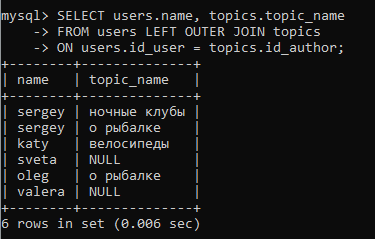 mysql> SELECT users.name, topics.topic_name
    -> FROM users LEFT OUTER JOIN topics
    -> ON users.id_user = topics.id_author;
+--------+--------------+
| name   | topic_name   |
+--------+--------------+
| sergey | ночные клубы |
| sergey | о рыбалке    |
| katy   | велосипеды   |
| sveta  | NULL         |
| oleg   | о рыбалке    |
| valera | NULL         |
+--------+--------------+
6 rows in set (0.006 sec)